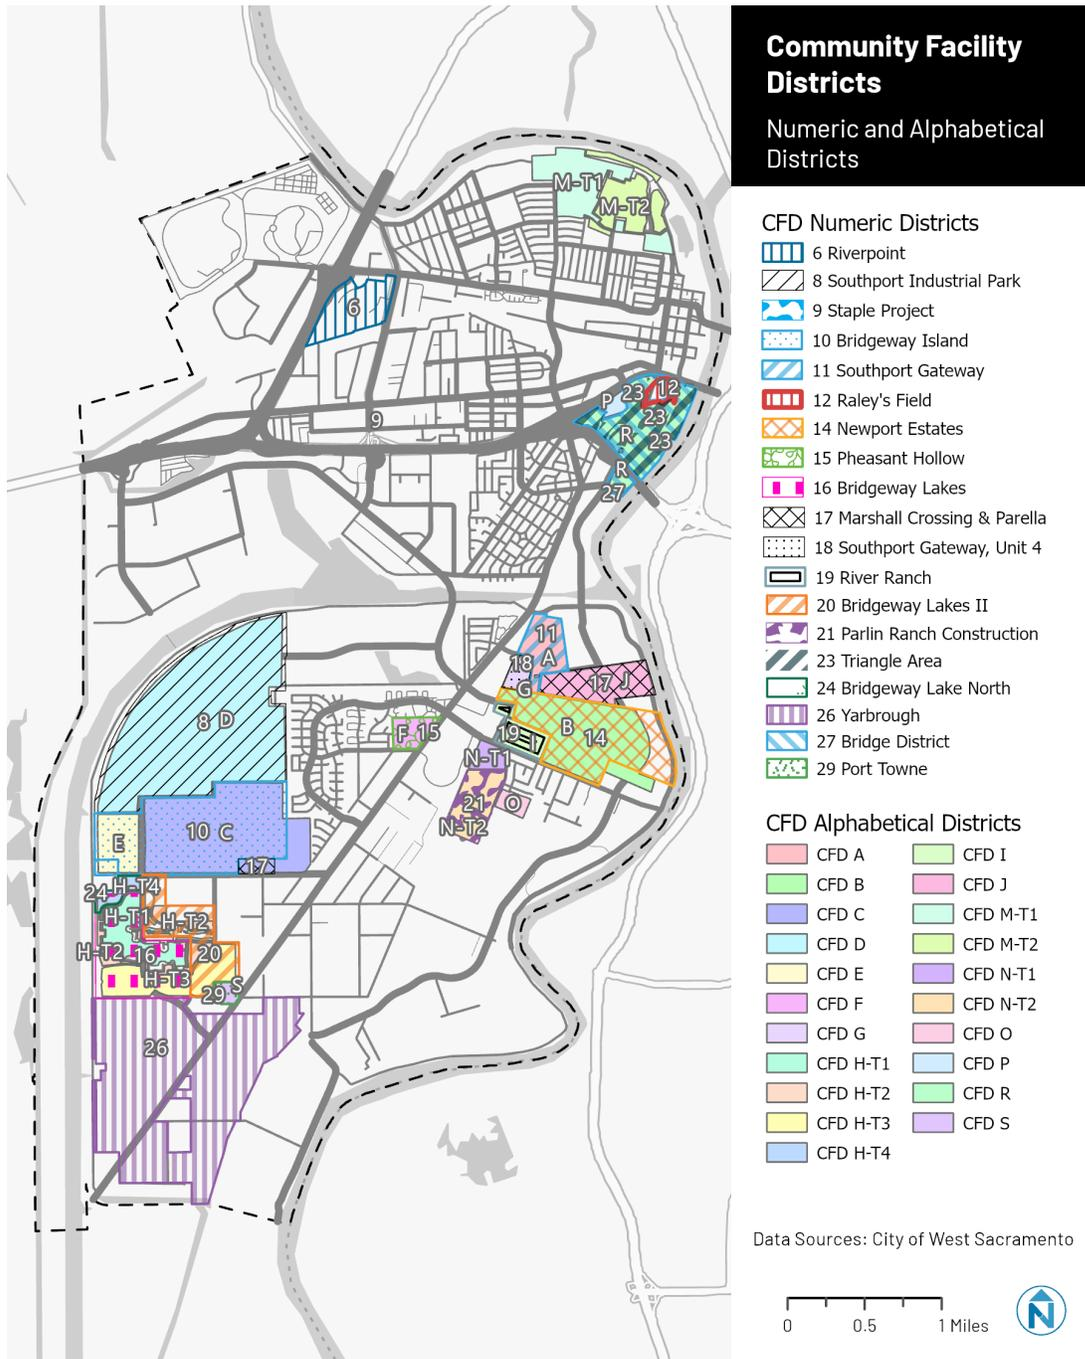 Community Facility
Districts
Numeric and Alphabetical
Districts
CFD Numeric Districts
6 Riverpoint
8 Southport Industrial Park
9 Staple Project
10 Bridgeway Island
11 Southport Gateway
12 Raley's Field
14 Newport Estates
15 Pheasant Hollow
16 Bridgeway Lakes
17 Marshall Crossing & Parella
18 Southport Gateway, Unit 4
19 River Ranch
20 Bridgeway Lakes II
21 Parlin Ranch Construction
23 Triangle Area
24 Bridgeway Lake North
26 Yarbrough
27 Bridge District
29 Port Towne
CFD Alphabetical Districts
CFD A
CFD B
CFD C
CFD D
CFD E
CFD F
CFD G
CFD H-T1
CFD H-T2
CFD H-T3
CFD H-T4
CFD I
CFD J
CFD M-T1
CFD M-T2
CFD N-T1
CFD N-T2
CFD O
CFD P
CFD R
CFD S
Data Sources: City of West Sacramento
0 0.5 1 Miles
N
M-T1
M-T2
6
12
23
P
23
9
R
23
R
27
11
A
18
17 J
G
8 D
B
14
F 15
19 I
N-T1
21
O
N-T2
10 C
E
17
H-T4
24
H-T1
H-T2
H-T2
16
20
H-T3
S
29
26